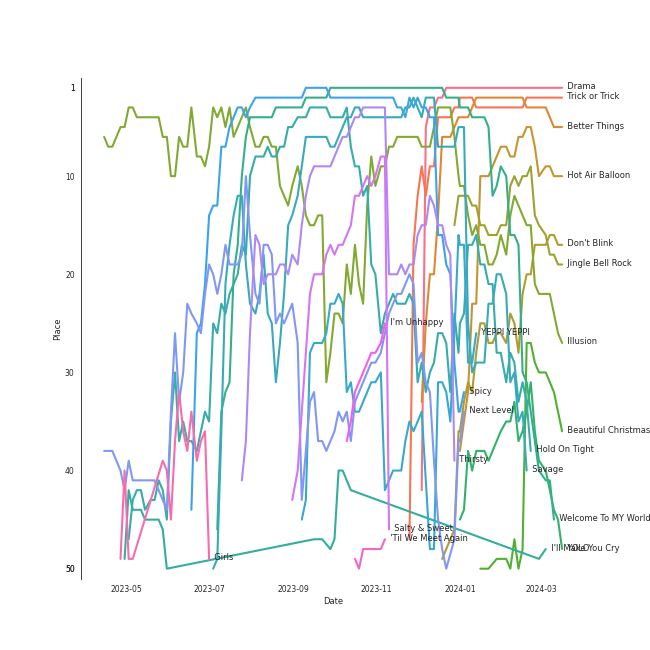 1
Drama
Trick or Trick
Better Things
10
Hot Air Balloon
Don't Blink
Jingle Bell Rock
20
I'm Unhappy
YEPPI YEPPI
Illusion
Place
30
Spicy
Next Level
Beautiful Christmas
Hold On Tight
Thirsty
40
Savage
Welcome To MY World
Salty & Sweet
'Til We Meet Again
Girls
I'll Make You Cry
50
2023-05
2023-07
2023-09
2023-11
2024-01
2024-03
Date